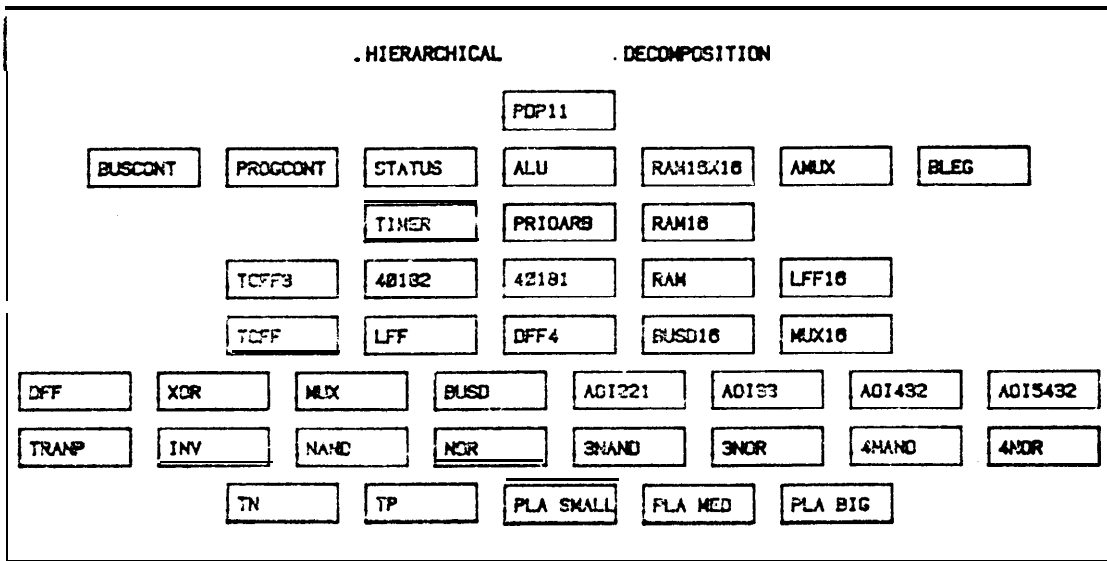 .HIERARCHICAL .DECOMPOSITION
PDP11
BUSCONT PROGCONT STATUS ALU RAM16X16 AMUX BLEG
TIMER PRIOARB RAM16
TCFF3 40182 40181 RAM LFF16
TCFF LFF DFF4 BUSD16 MUX16
DFF XOR MUX BUSD AOI221 AOI33 AOI432 AOI5432
TRANP INV NAND NOR 3NAND 3NOR 4NAND 4NOR
TN TP PLA SMALL PLA MED PLA BIG